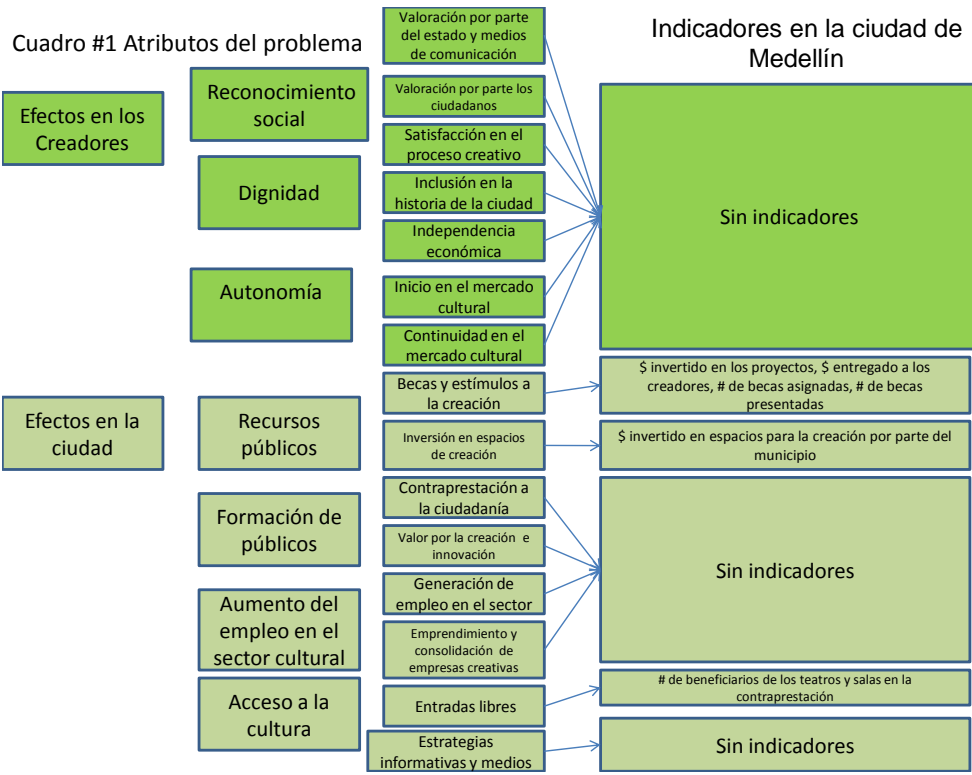 Cuadro #1 Atributos del problema
Indicadores en la ciudad de
Medellín
Efectos en los
Creadores
Reconocimiento
social
Dignidad
Autonomía
Valoración por parte
del estado y medios
de comunicación
Valoración por parte los
ciudadanos
Satisfacción en el
proceso creativo
Inclusión en la
historia de la ciudad
Independencia
económica
Inicio en el mercado
cultural
Continuidad en el
mercado cultural
Sin indicadores
Efectos en la
ciudad
Recursos
públicos
Becas y estímulos a
la creación
$ invertido en los proyectos, $ entregado a los
creadores, # de becas asignadas, # de becas
presentadas
Inversión en espacios
de creación
$ invertido en espacios para la creación por parte del
municipio
Formación de
públicos
Contraprestación a
la ciudadanía
Valor por la creación e
innovación
Aumento del
empleo en el
sector cultural
Generación de
empleo en el sector
Emprendimiento y
consolidación de
empresas creativas
Sin indicadores
Acceso a la
cultura
Entradas libres
# de beneficiarios de los teatros y salas en la
contraprestación
Estrategias
informativas y medios
Sin indicadores